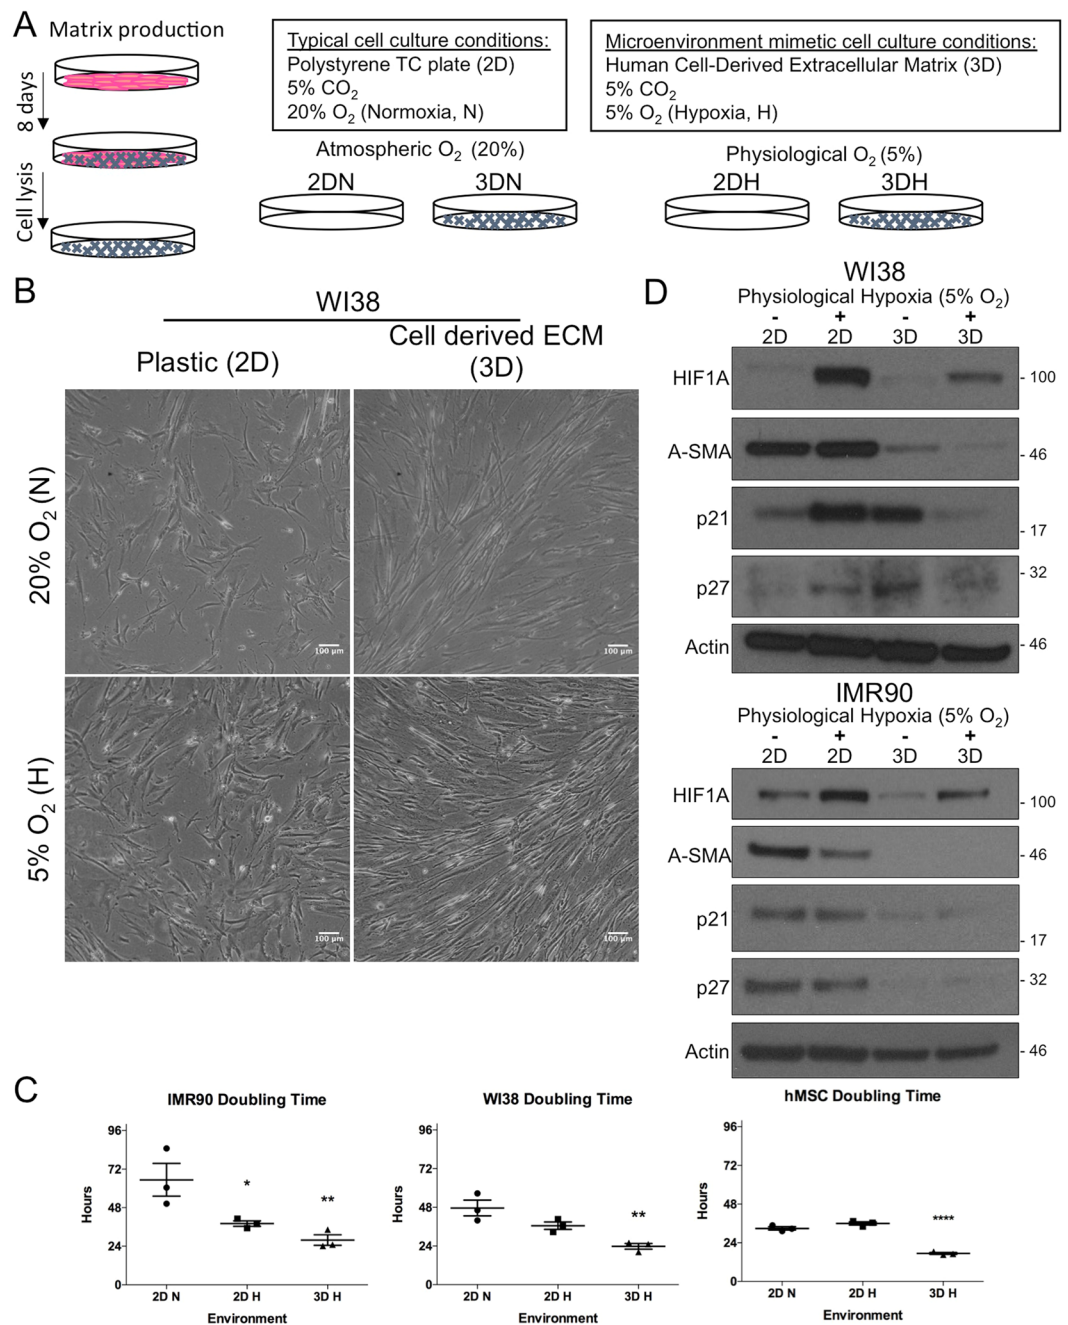 A
Matrix production
8 days
Cell lysis
Typical cell culture conditions:
Polystyrene TC plate (2D)
5% CO₂
20% O₂ (Normoxia, N)
Microenvironment mimetic cell culture conditions:
Human Cell-Derived Extracellular Matrix (3D)
5% CO₂
5% O₂ (Hypoxia, H)
Atmospheric O₂ (20%)
2DN 3DN
Physiological O₂ (5%)
2DH 3DH
B
WI38
Plastic (2D)
Cell derived ECM
(3D)
20% O₂ (N)
5% O₂ (H)
100 μm
100 μm
100 μm
100 μm
D
WI38
Physiological Hypoxia (5% O₂)
- + - +
2D 2D 3D 3D
HIF1A - 100
A-SMA - 46
p21 - 17
p27 - 32
Actin - 46
IMR90
Physiological Hypoxia (5% O₂)
- + - +
2D 2D 3D 3D
HIF1A - 100
A-SMA - 46
p21 - 17
p27 - 32
Actin - 46
C
IMR90 Doubling Time
Hours
96
72
48
24
0
* **
2D N 2D H 3D H
Environment
WI38 Doubling Time
Hours
96
72
48
24
0
**
2D N 2D H 3D H
Environment
hMSC Doubling Time
Hours
96
72
48
24
0
****
2D N 2D H 3D H
Environment